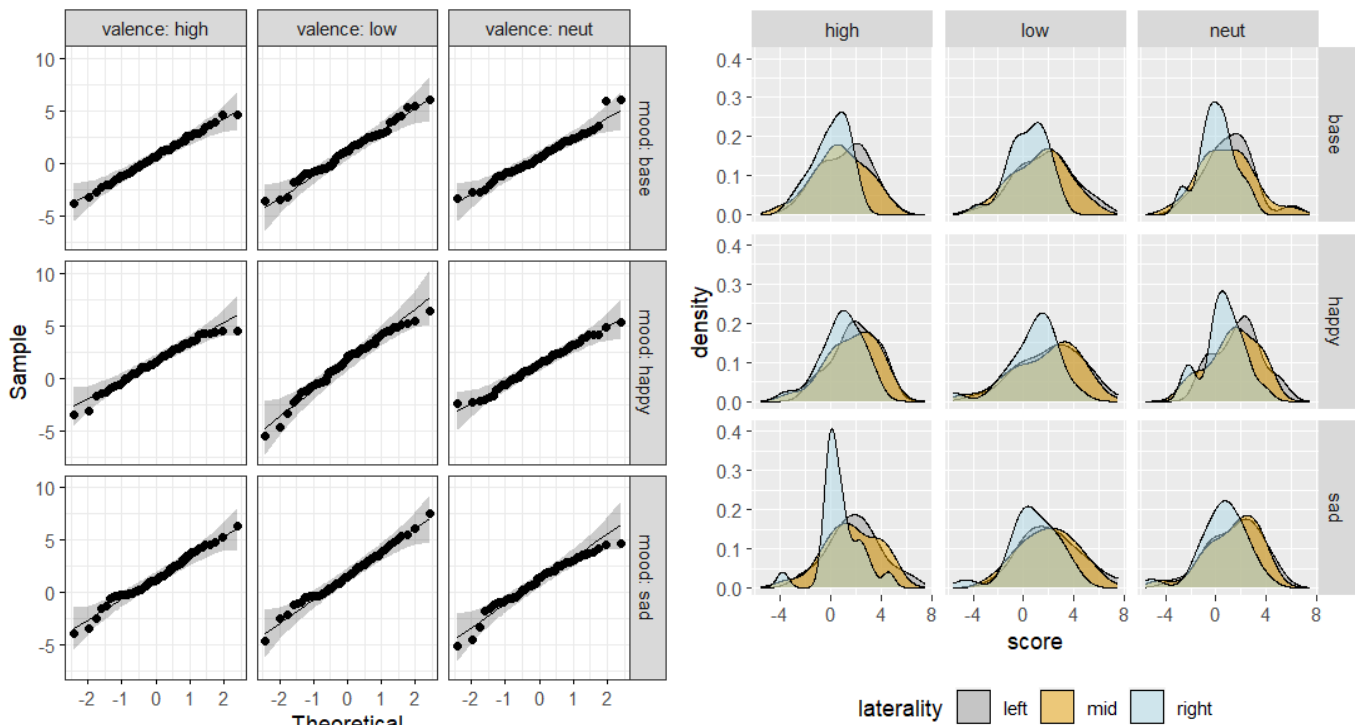 valence: high valence: low valence: neut
10
5
0
-5
mood: base
10
5
0
-5
mood: happy
10
5
0
-5
mood: sad
-2 -1 0 1 2 -2 -1 0 1 2 -2 -1 0 1 2
Sample
Theoretical
high low neut
0.4
0.3
0.2
0.1
0.0
base
0.4
0.3
0.2
0.1
0.0
happy
0.4
0.3
0.2
0.1
0.0
sad
-4 0 4 8 -4 0 4 8 -4 0 4 8
density
score
laterality left mid right